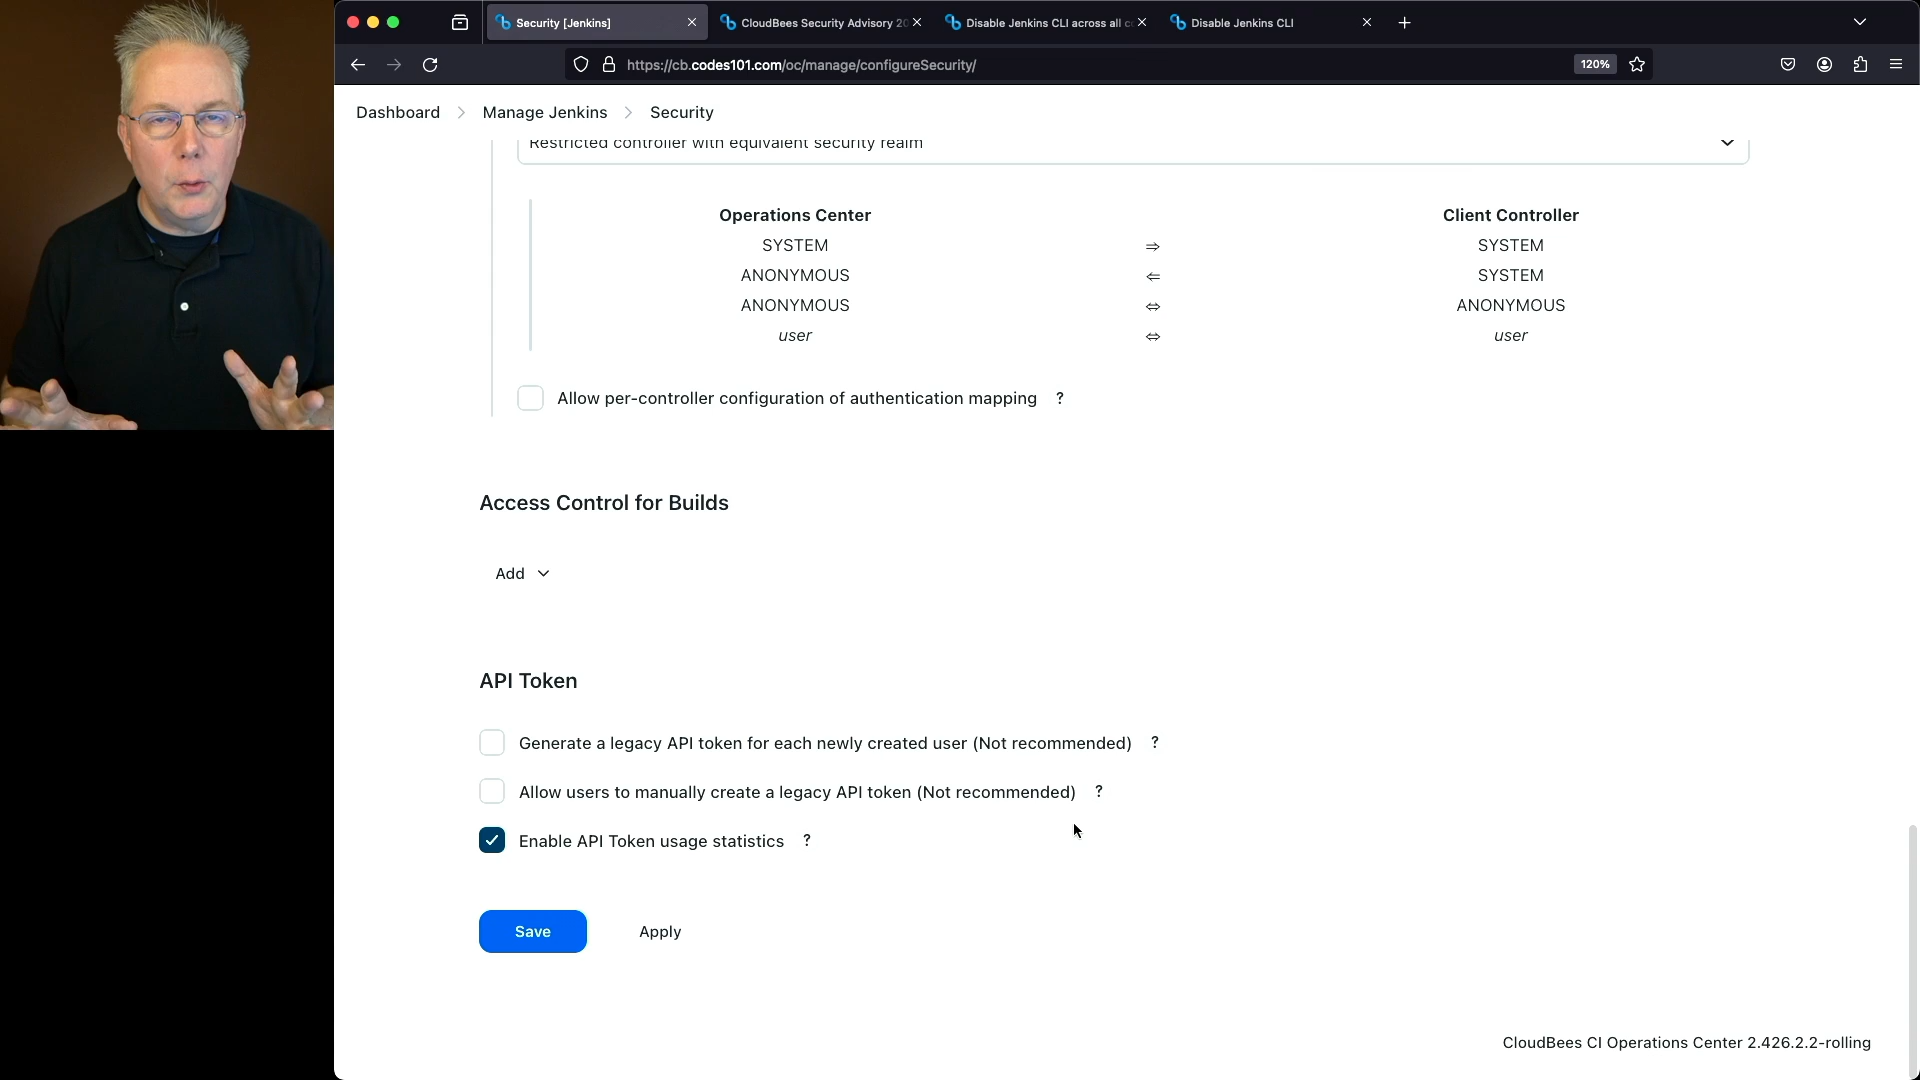 Security [Jenkins]
CloudBees Security Advisory 20
Disable Jenkins CLI across all c
Disable Jenkins CLI
https://cb.codes101.com/oc/manage/configureSecurity/
120%
Dashboard
Manage Jenkins
Security
Restricted controller with equivalent security realm
Operations Center Client Controller
SYSTEM ⇒ SYSTEM
ANONYMOUS ⇐ SYSTEM
ANONYMOUS ⇔ ANONYMOUS
user ⇔ user
Allow per-controller configuration of authentication mapping ?
Access Control for Builds
Add
API Token
Generate a legacy API token for each newly created user (Not recommended) ?
Allow users to manually create a legacy API token (Not recommended) ?
Enable API Token usage statistics ?
Save
Apply
CloudBees CI Operations Center 2.426.2.2-rolling